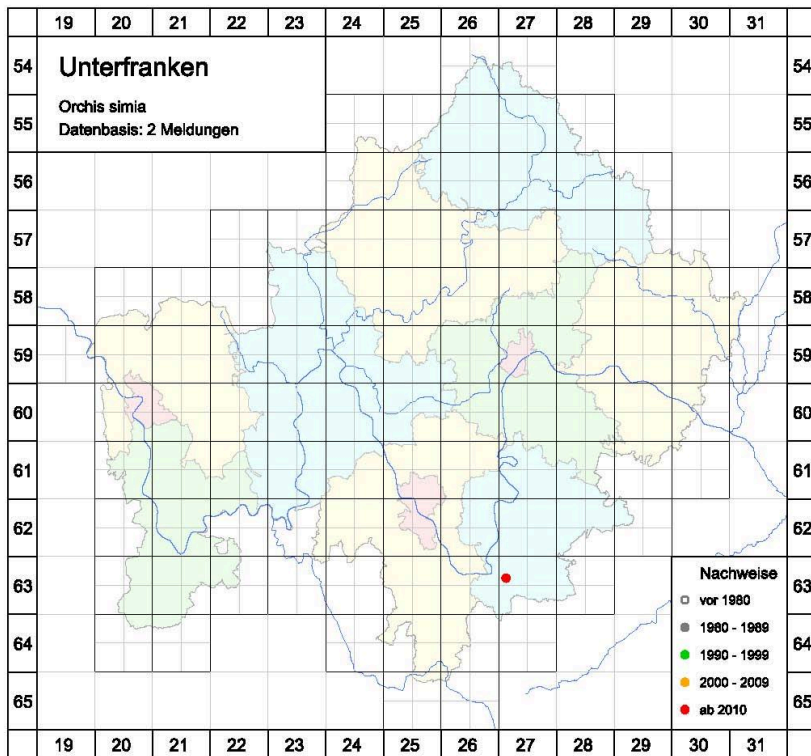 19 20 21 22 23 24 25 26 27 28 29 30 31
Unterfranken
Orchis simia
Datenbasis: 2 Meldungen
54 54
55 55
56 56
57 57
58 58
59 59
60 60
61 61
62 62
63 63
64 64
65 65
Nachweise
vor 1980
1980 - 1989
1990 - 1999
2000 - 2009
ab 2010
19 20 21 22 23 24 25 26 27 28 29 30 31